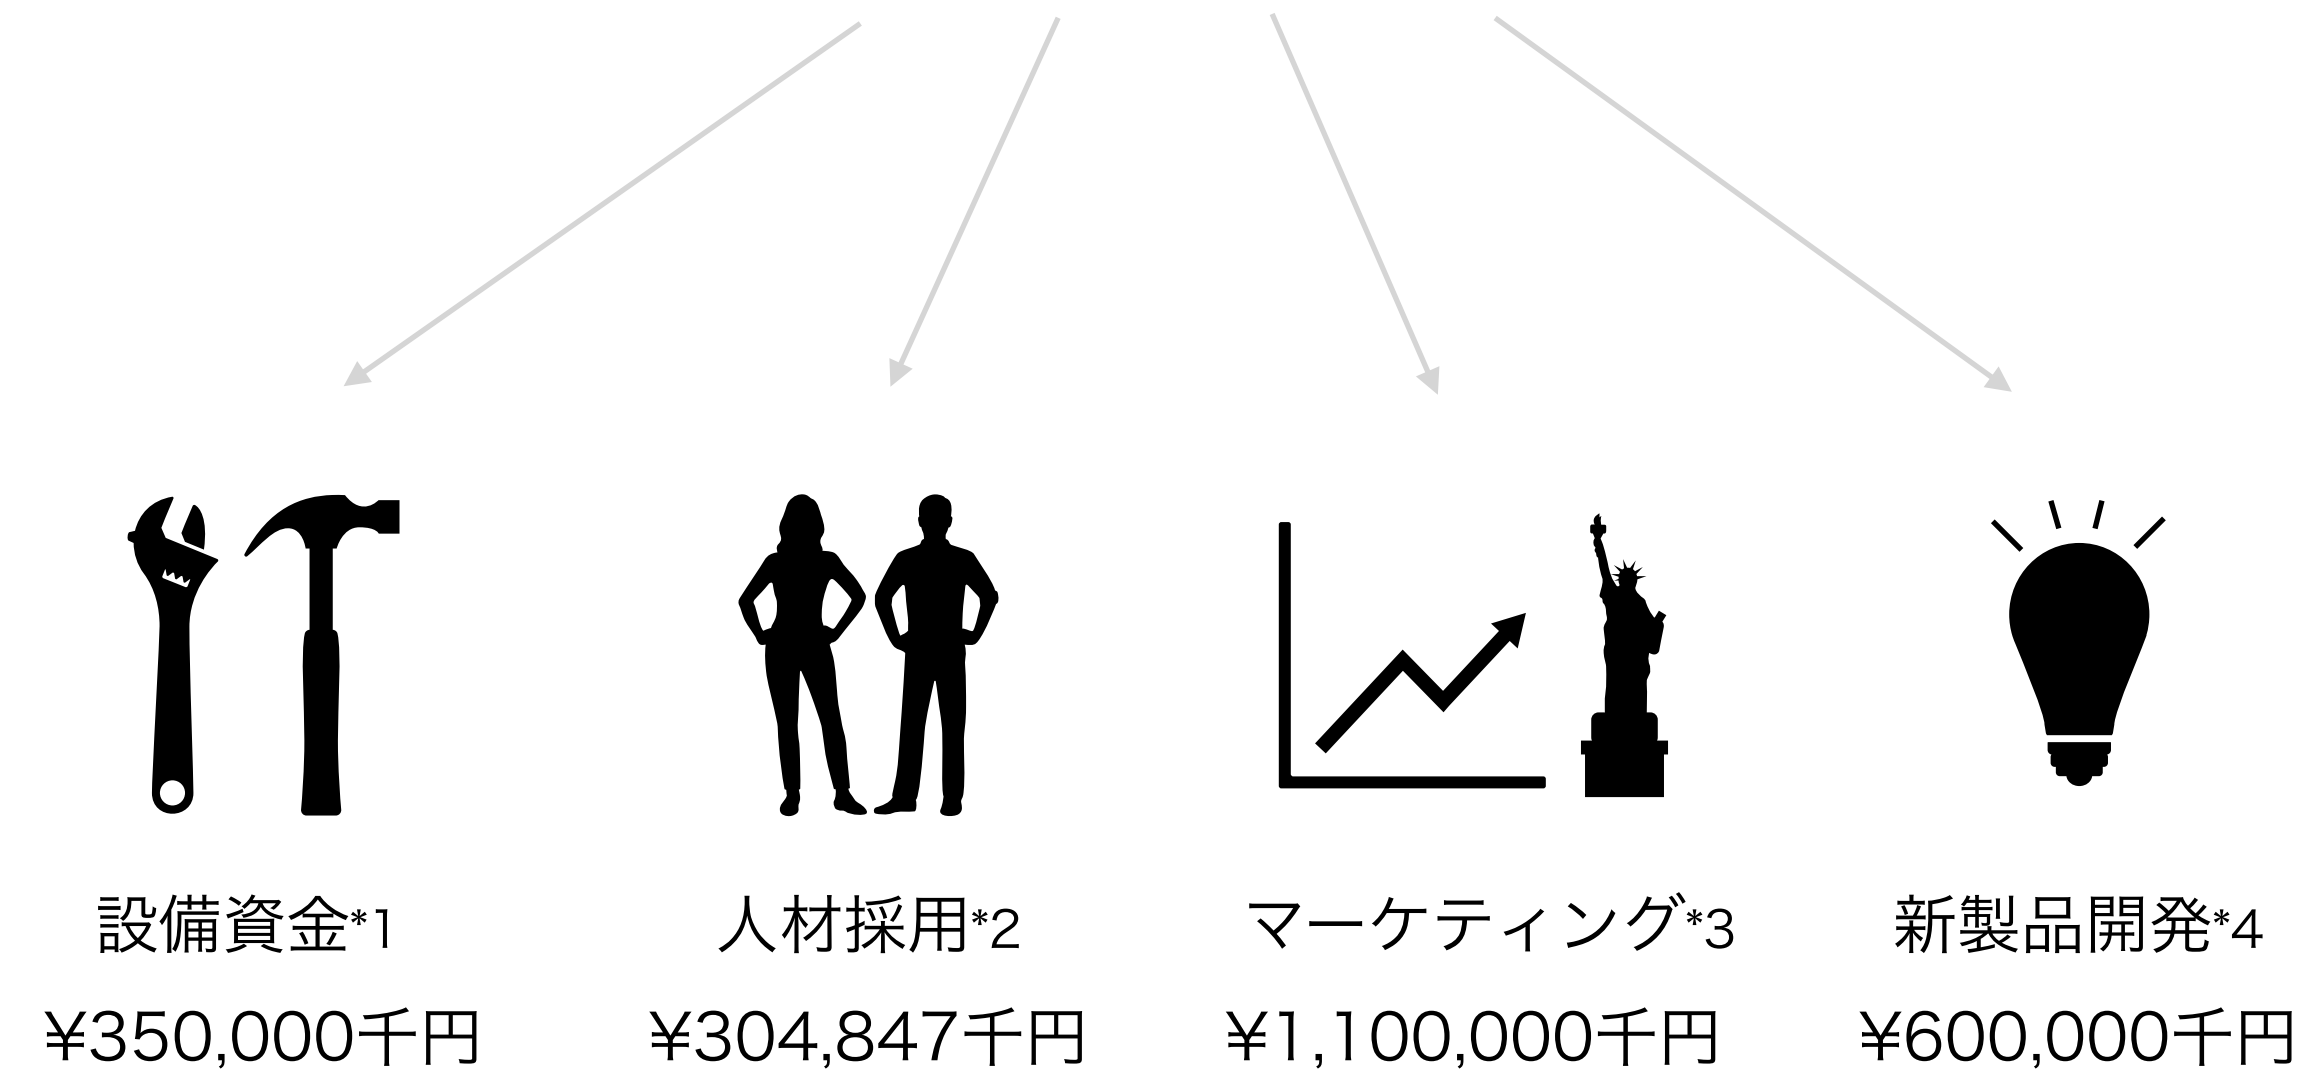 設備資金*1
人材採用*2
マーケティング*3
新製品開発*4
¥350,000千円
¥304,847千円
¥1,100,000千円
¥600,000千円